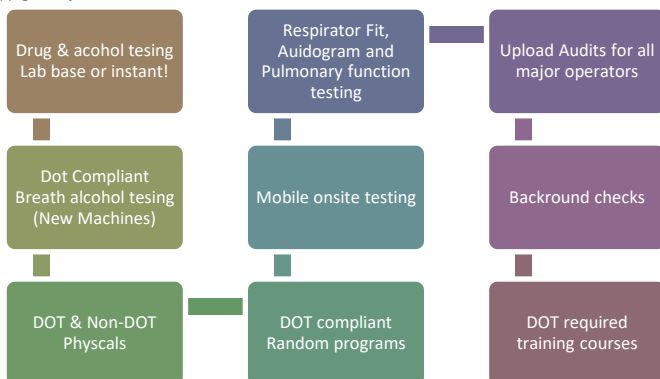 Drug & acohol tesing
Lab base or instant!
Dot Compliant
Breath alcohol tesing
(New Machines)
DOT & Non-DOT
Physcals
DOT compliant
Random programs
Mobile onsite testing
Respirator Fit,
Auidogram and
Pulmonary function
testing
Upload Audits for all
major operators
Backround checks
DOT required
training courses